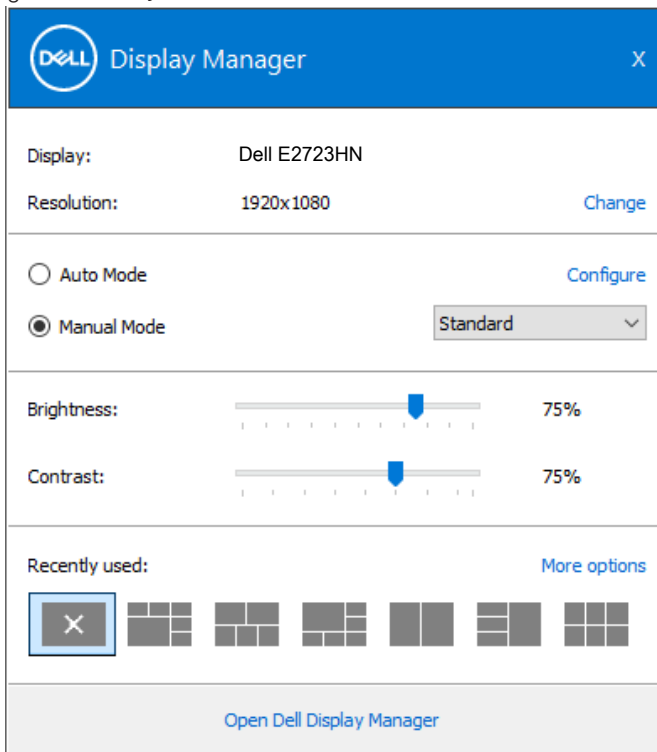 DELL Display Manager X
Display: Dell E2723HN
Resolution: 1920x1080 Change
Auto Mode Configure
Manual Mode Standard
Brightness: 75%
Contrast: 75%
Recently used: More options
Open Dell Display Manager